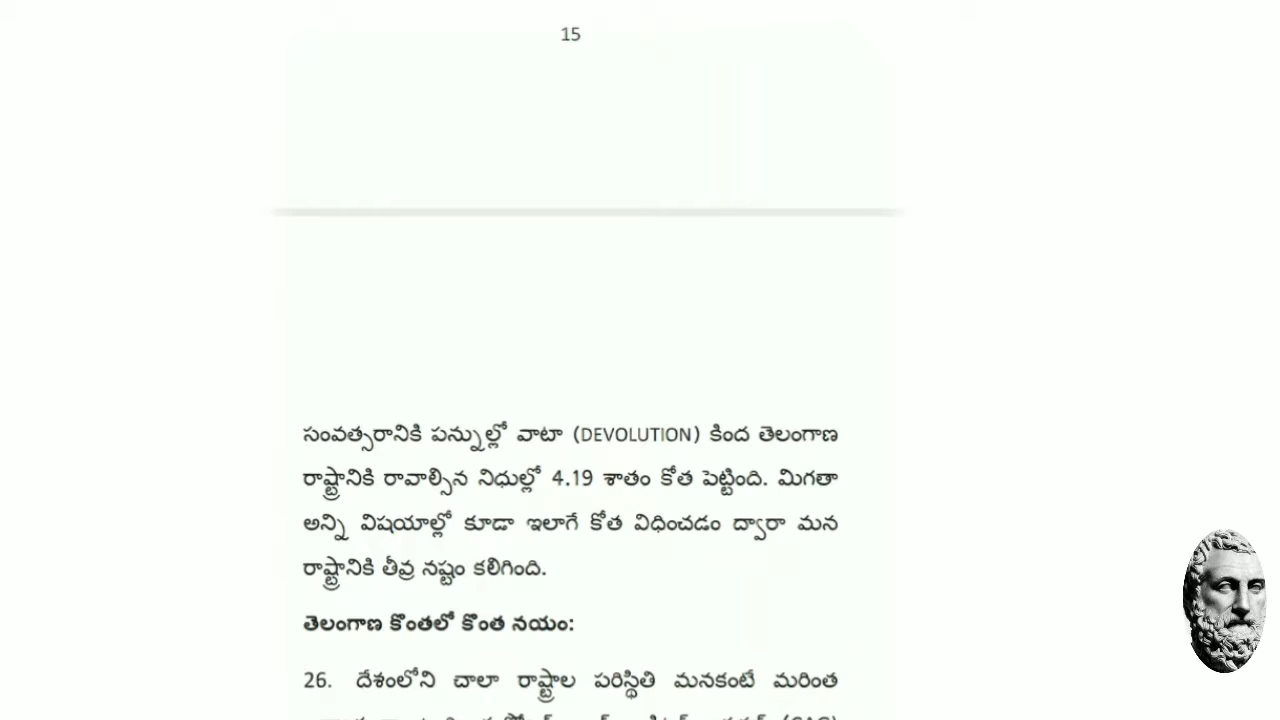 15
సంవత్సరానికి పన్నుల్లో వాటా (DEVOLUTION) కింద తెలంగాణ
రాష్ట్రానికి రావాల్సిన నిధుల్లో 4.19 శాతం కోత పెట్టింది. మిగతా
అన్ని విషయాల్లో కూడా ఇలాగే కోత విధించడం ద్వారా మన
రాష్ట్రానికి తీవ్ర నష్టం కలిగింది.
తెలంగాణ కొంతలో కొంత నయం:
26. దేశంలోని చాలా రాష్ట్రాల పరిస్థితి మనకంటే మరింత